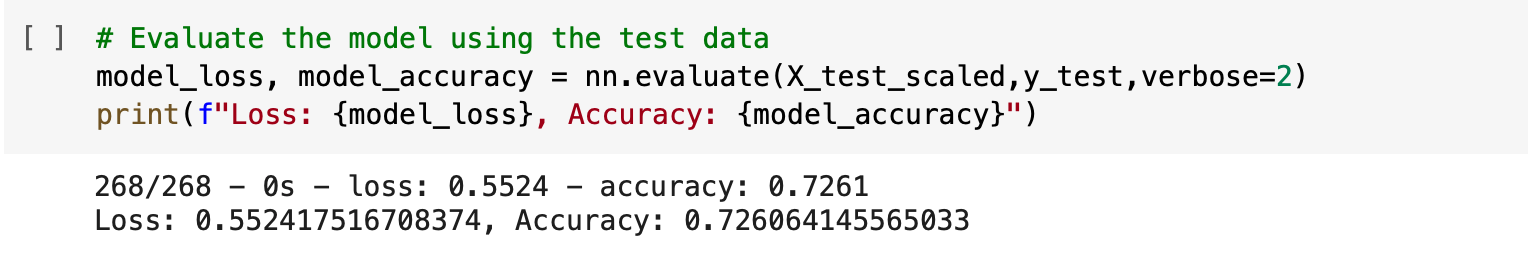 [ ] # Evaluate the model using the test data
model_loss, model_accuracy = nn.evaluate(X_test_scaled,y_test,verbose=2)
print(f"Loss: {model_loss}, Accuracy: {model_accuracy}")
268/268 - 0s - loss: 0.5524 - accuracy: 0.7261
Loss: 0.552417516708374, Accuracy: 0.726064145565033